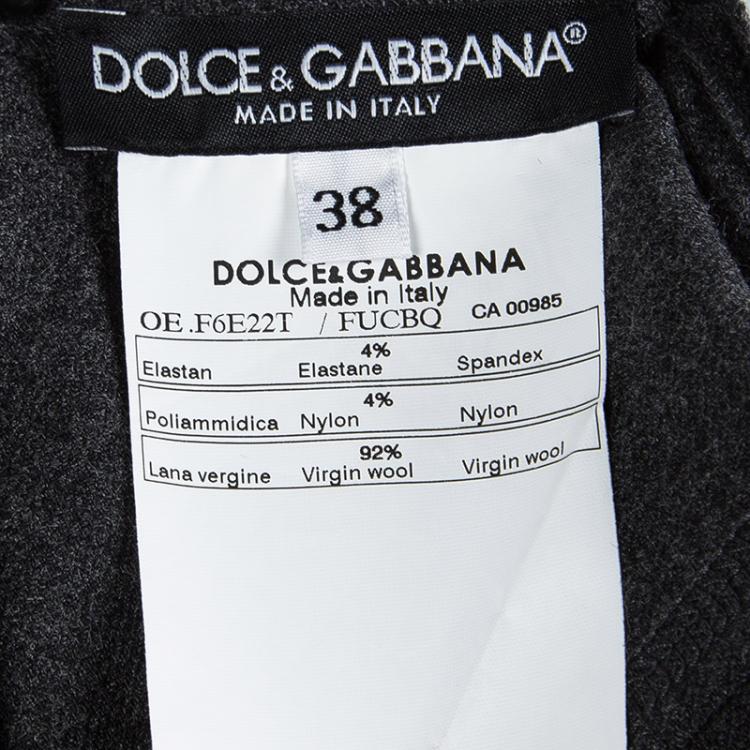 DOLCE & GABBANA®
MADE IN ITALY
38
DOLCE&GABBANA
Made in Italy
OE .F6E22T / FUCBQ CA 00985
4%
Elastan Elastane Spandex
4%
Poliammidica Nylon Nylon
92%
Lana vergine Virgin wool Virgin wool